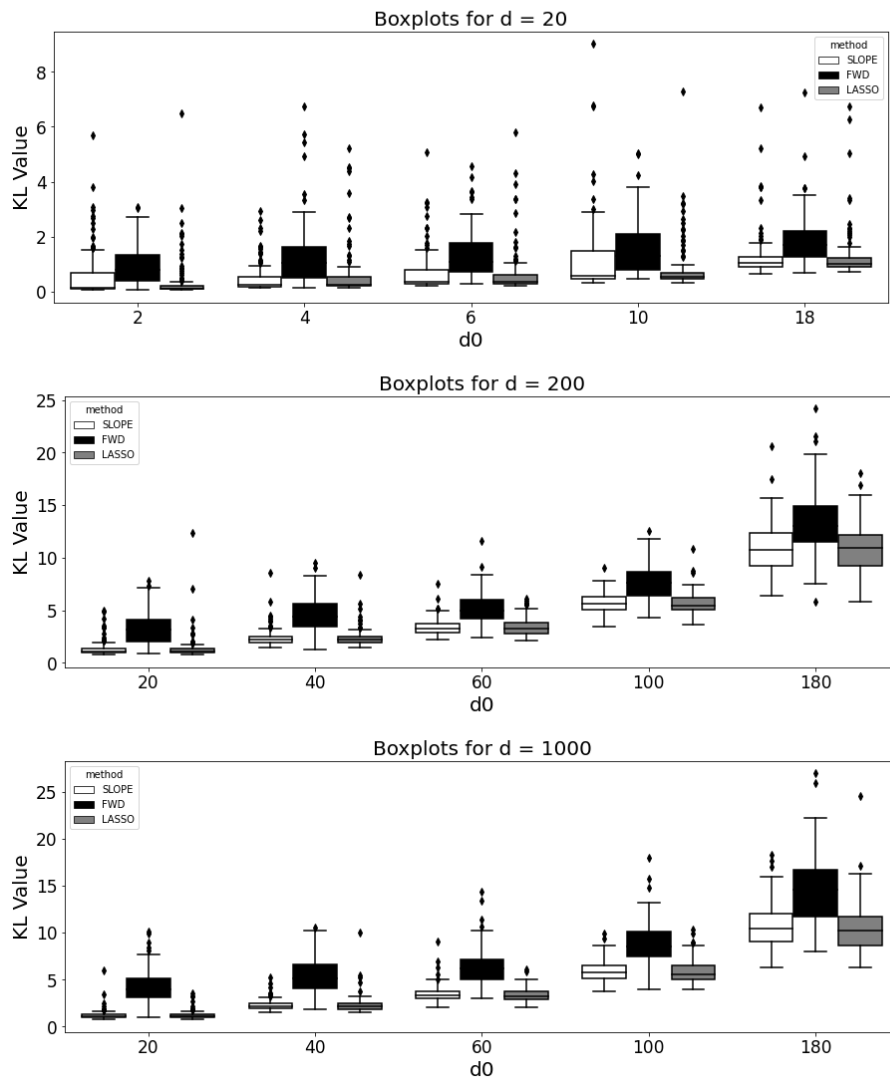 Boxplots for d = 20
method
SLOPE
FWD
LASSO
KL Value
8
6
4
2
0
2 4 6 10 18
d0
Boxplots for d = 200
method
SLOPE
FWD
LASSO
KL Value
25
20
15
10
5
0
20 40 60 100 180
d0
Boxplots for d = 1000
method
SLOPE
FWD
LASSO
KL Value
25
20
15
10
5
0
20 40 60 100 180
d0